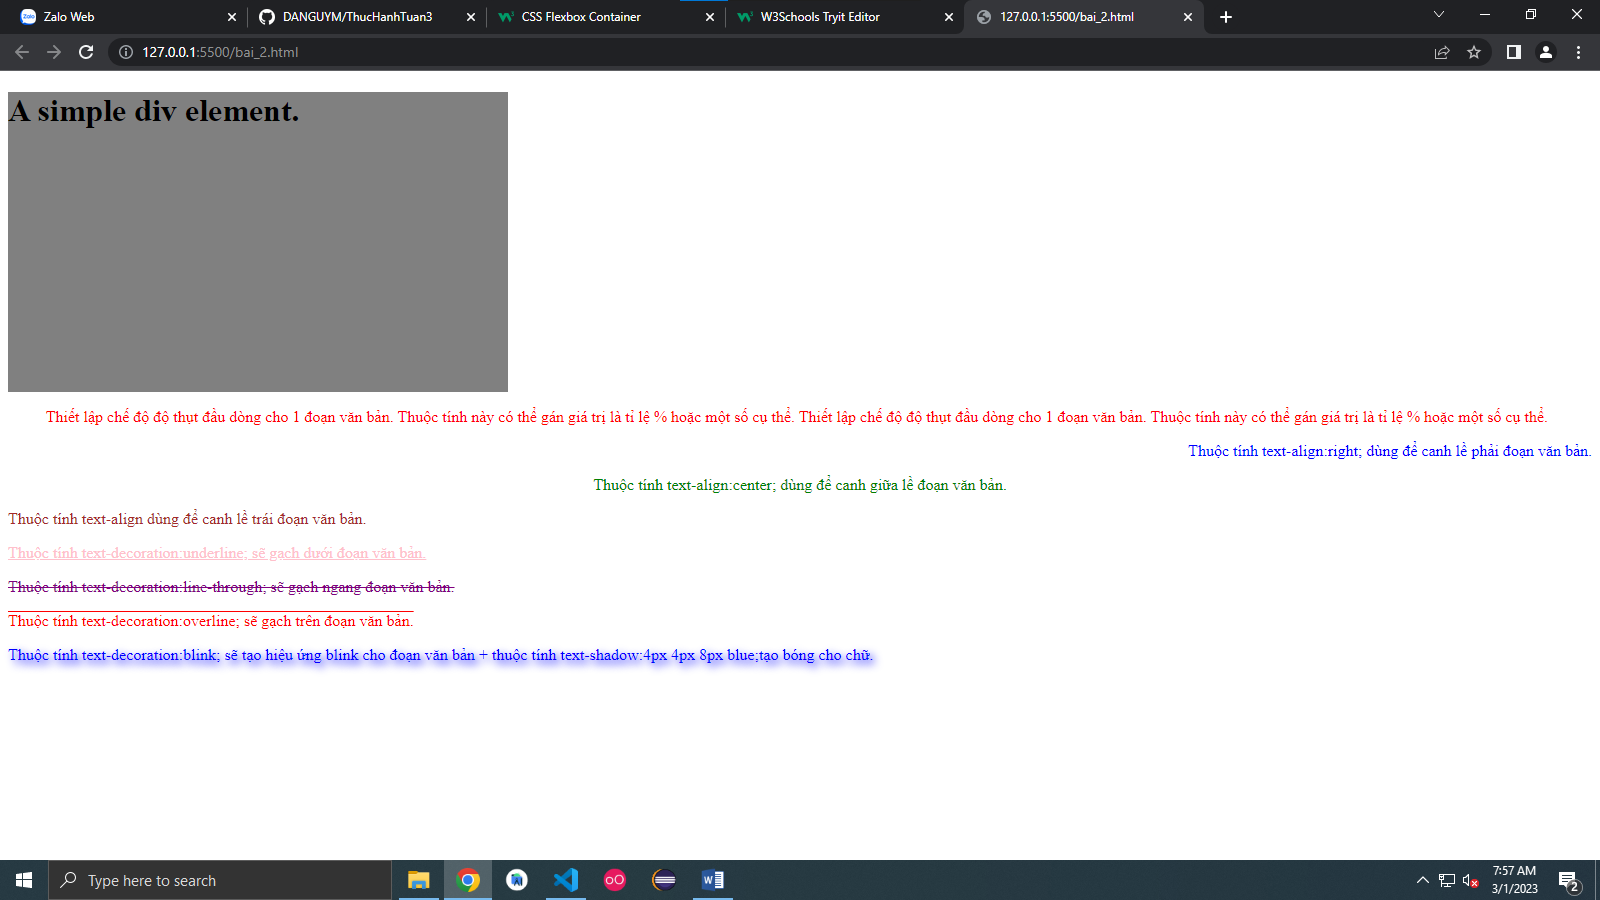 Zalo Web
DANGUYM/ThucHanhTuan3
CSS Flexbox Container
W3Schools Tryit Editor
127.0.0.1:5500/bai_2.html
127.0.0.1:5500/bai_2.html
A simple div element.
Thiết lập chế độ độ thụt đầu dòng cho 1 đoạn văn bản. Thuộc tính này có thể gán giá trị là tỉ lệ % hoặc một số cụ thể. Thiết lập chế độ độ thụt đầu dòng cho 1 đoạn văn bản. Thuộc tính này có thể gán giá trị là tỉ lệ % hoặc một số cụ thể.
Thuộc tính text-align:right; dùng để canh lề phải đoạn văn bản.
Thuộc tính text-align:center; dùng để canh giữa lề đoạn văn bản.
Thuộc tính text-align dùng để canh lề trái đoạn văn bản.
Thuộc tính text-decoration:underline; sẽ gạch dưới đoạn văn bản.
Thuộc tính text-decoration:line-through; sẽ gạch ngang đoạn văn bản.
Thuộc tính text-decoration:overline; sẽ gạch trên đoạn văn bản.
Thuộc tính text-decoration:blink; sẽ tạo hiệu ứng blink cho đoạn văn bản + thuộc tính text-shadow:4px 4px 8px blue;tạo bóng cho chữ.
Type here to search
7:57 AM
3/1/2023
2